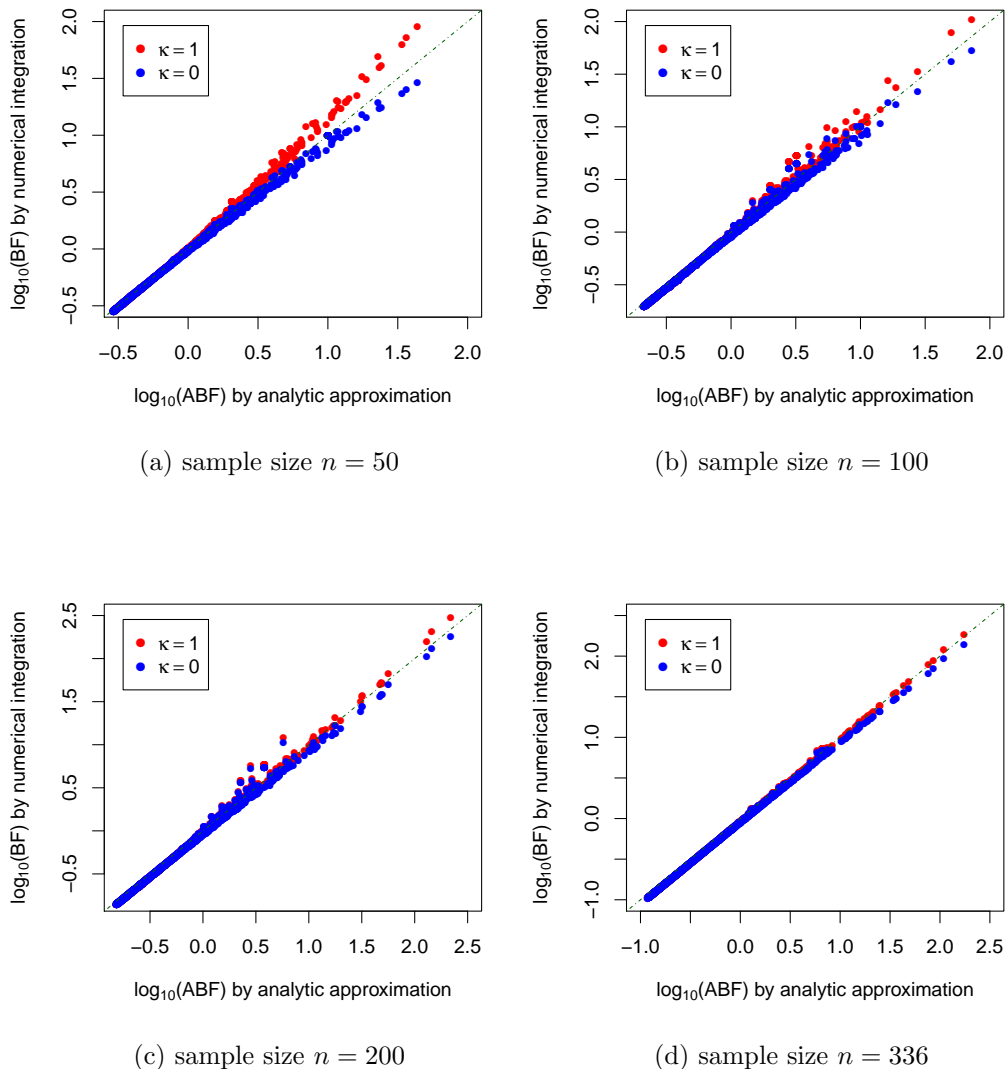 log₁₀(BF) by numerical integration
2.0
1.5
1.0
0.5
0.0
−0.5
κ = 1
κ = 0
−0.5 0.0 0.5 1.0 1.5 2.0
log₁₀(ABF) by analytic approximation
(a) sample size n = 50
log₁₀(BF) by numerical integration
2.0
1.5
1.0
0.5
0.0
−0.5
κ = 1
κ = 0
−0.5 0.0 0.5 1.0 1.5 2.0
log₁₀(ABF) by analytic approximation
(b) sample size n = 100
log₁₀(BF) by numerical integration
2.5
1.5
0.5
−0.5
κ = 1
κ = 0
−0.5 0.0 0.5 1.0 1.5 2.0 2.5
log₁₀(ABF) by analytic approximation
(c) sample size n = 200
log₁₀(BF) by numerical integration
2.0
1.0
0.0
−1.0
κ = 1
κ = 0
−1.0 0.0 0.5 1.0 1.5 2.0 2.5
log₁₀(ABF) by analytic approximation
(d) sample size n = 336